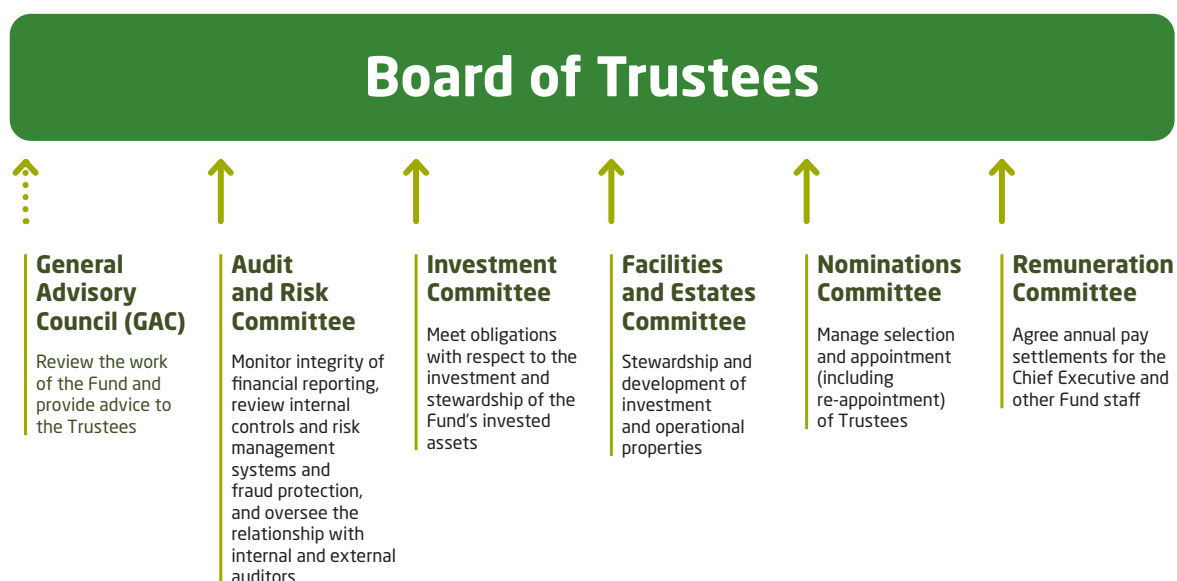 Board of Trustees
General
Advisory
Council (GAC)
Review the work
of the Fund and
provide advice to
the Trustees
Audit
and Risk
Committee
Monitor integrity of
financial reporting,
review internal
controls and risk
management
systems and
fraud protection,
and oversee the
relationship with
internal and external
auditors
Investment
Committee
Meet obligations
with respect to the
investment and
stewardship of the
Fund's invested
assets
Facilities
and Estates
Committee
Stewardship and
development of
investment
and operational
properties
Nominations
Committee
Manage selection
and appointment
(including
re-appointment)
of Trustees
Remuneration
Committee
Agree annual pay
settlements for the
Chief Executive and
other Fund staff